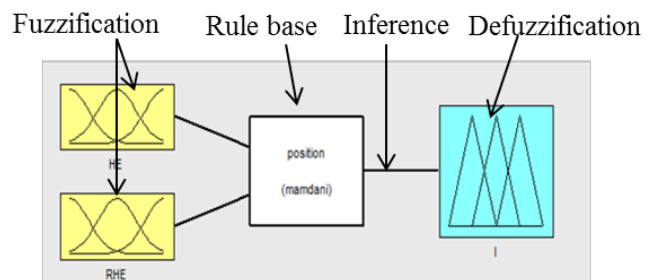 Fuzzification Rule base Inference Defuzzification
HE
position
(mamdani)
I
RHE